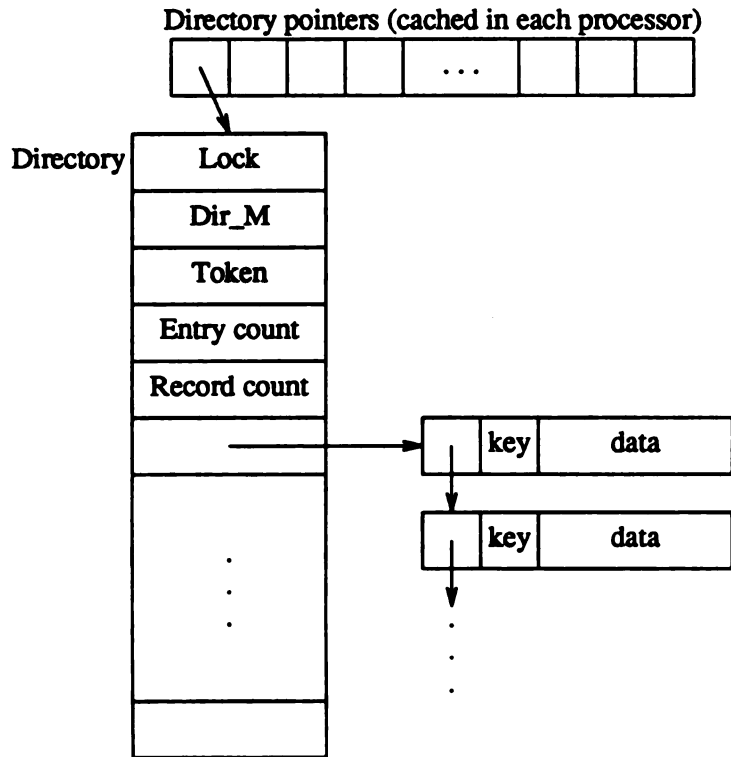 Directory pointers (cached in each processor)
. . .
Directory
Lock
Dir_M
Token
Entry count
Record count
key data
key data